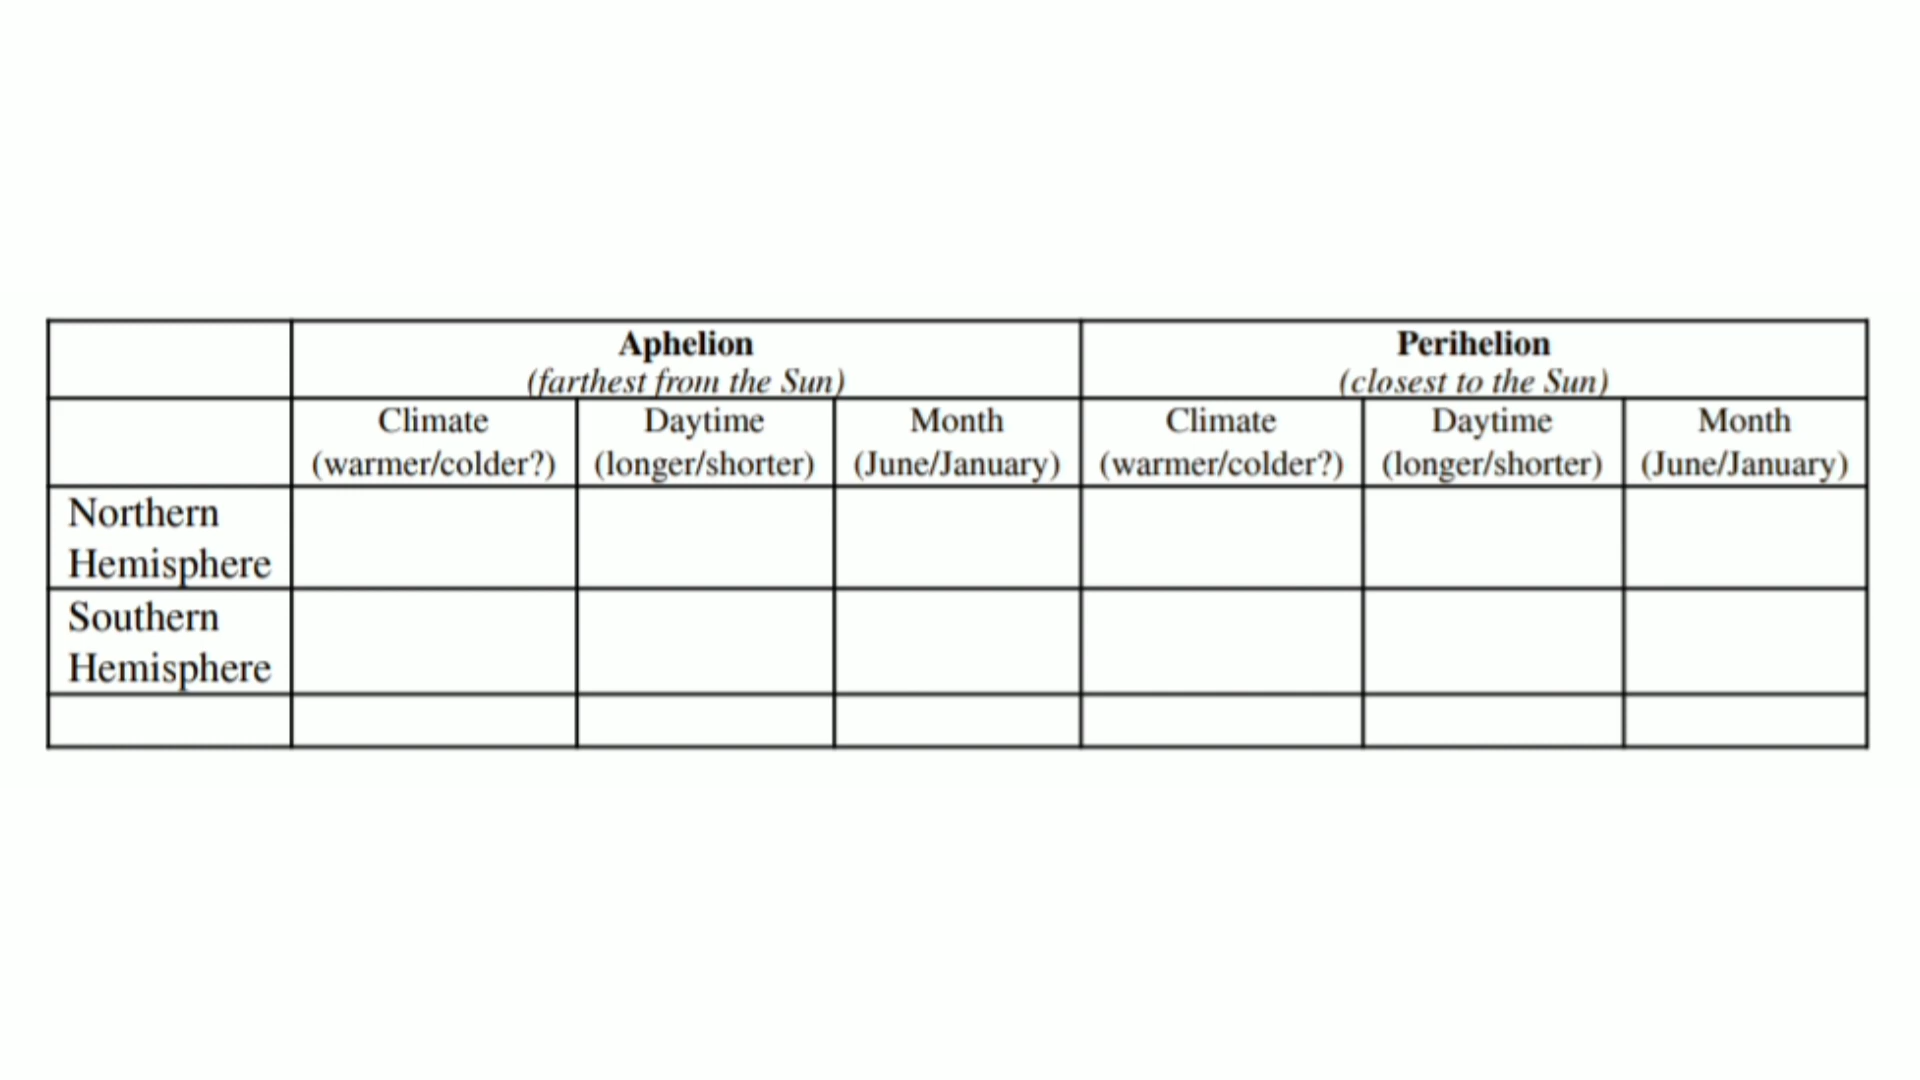 Aphelion
(farthest from the Sun)
Perihelion
(closest to the Sun)
Climate
(warmer/colder?)
Daytime
(longer/shorter)
Month
(June/January)
Climate
(warmer/colder?)
Daytime
(longer/shorter)
Month
(June/January)
Northern
Hemisphere
Southern
Hemisphere